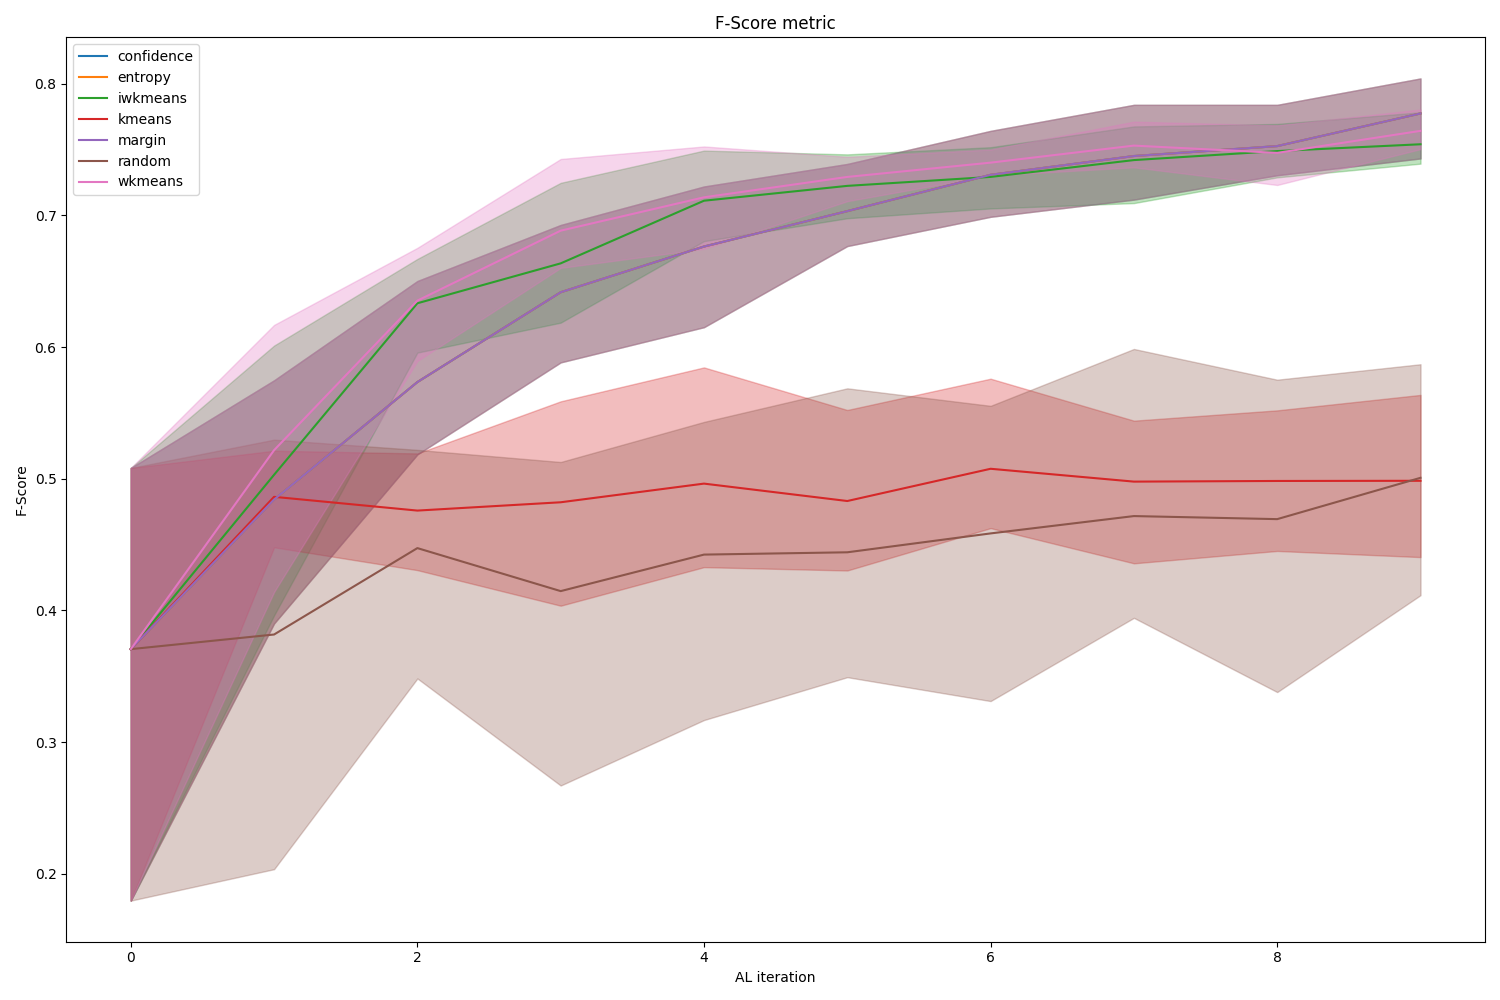 F-Score metric
confidence
entropy
iwkmeans
kmeans
margin
random
wkmeans
0.8
0.7
0.6
0.5
0.4
0.3
0.2
F-Score
0 2 4 6 8
AL iteration